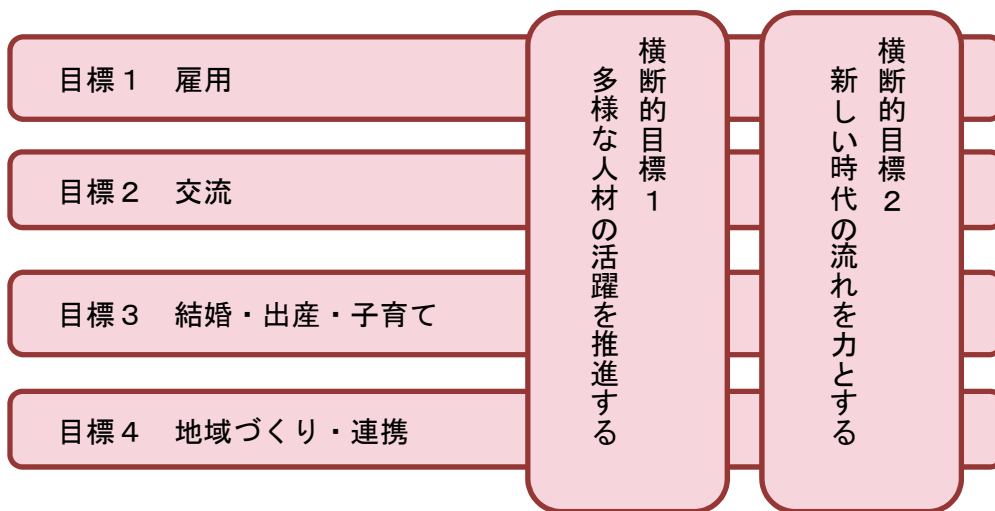 目標１　雇用
目標２　交流
目標３　結婚・出産・子育て
目標４　地域づくり・連携
横断的目標１
多様な人材の活躍を推進する
横断的目標２
新しい時代の流れを力とする